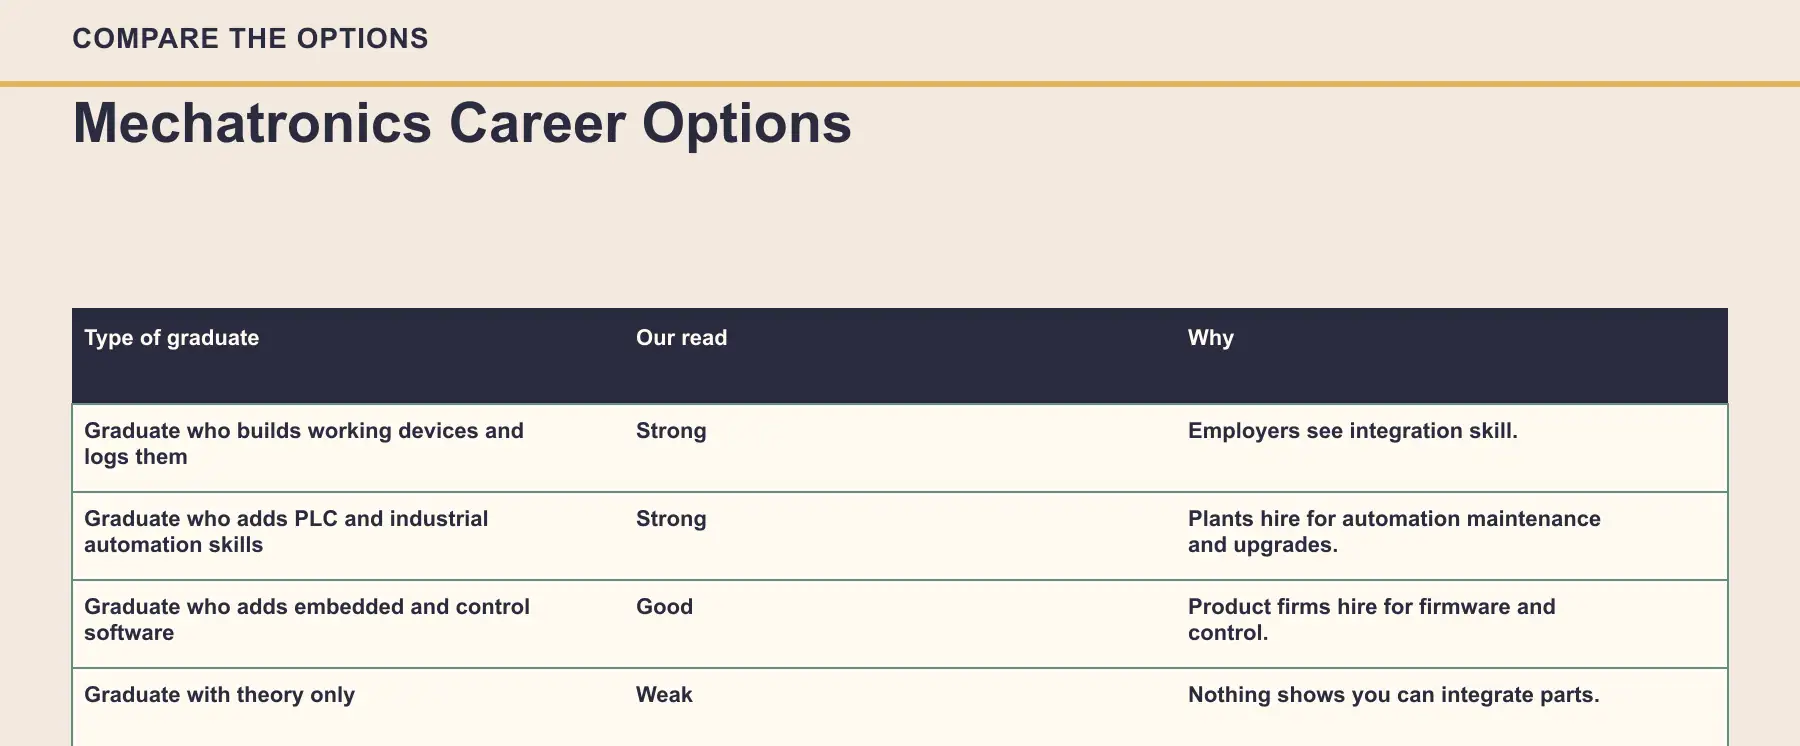 COMPARE THE OPTIONS
Mechatronics Career Options
Type of graduate
Our read
Why
Graduate who builds working devices and
logs them
Strong
Employers see integration skill.
Graduate who adds PLC and industrial
automation skills
Strong
Plants hire for automation maintenance
and upgrades.
Graduate who adds embedded and control
software
Good
Product firms hire for firmware and
control.
Graduate with theory only
Weak
Nothing shows you can integrate parts.